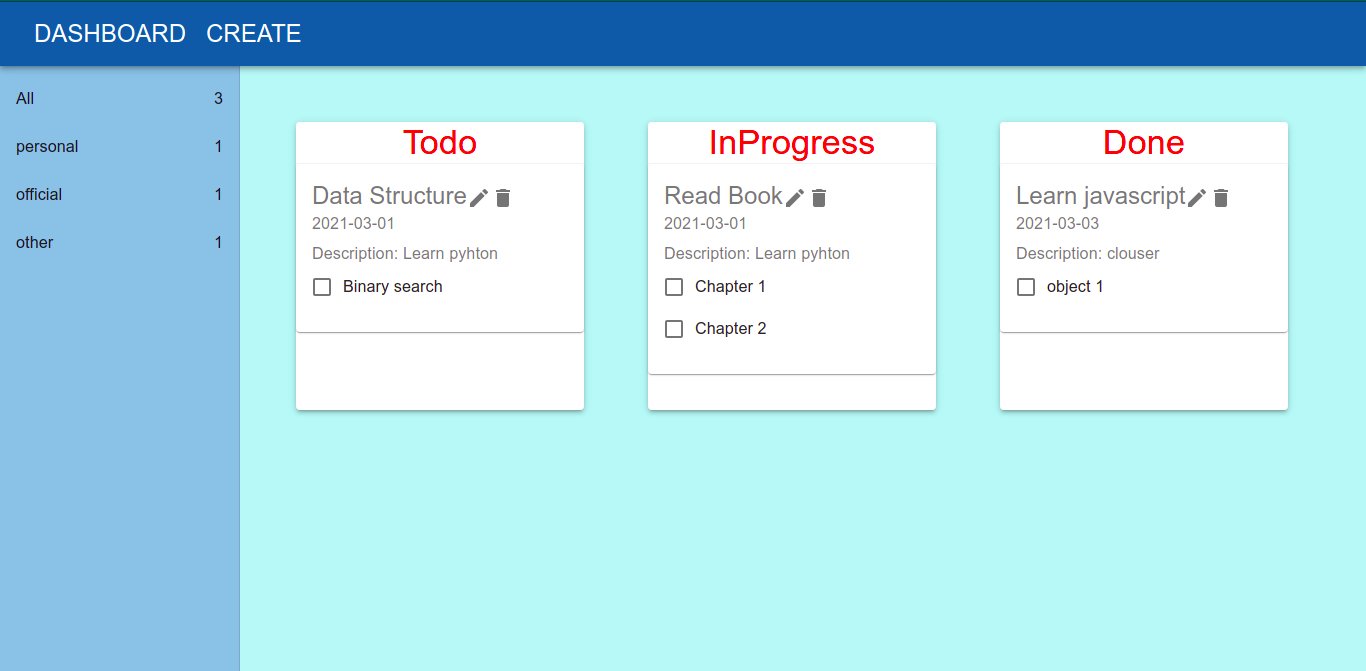 DASHBOARD CREATE
All 3
personal 1
official 1
other 1
Todo
Data Structure
2021-03-01
Description: Learn pyhton
Binary search
InProgress
Read Book
2021-03-01
Description: Learn pyhton
Chapter 1
Chapter 2
Done
Learn javascript
2021-03-03
Description: clouser
object 1